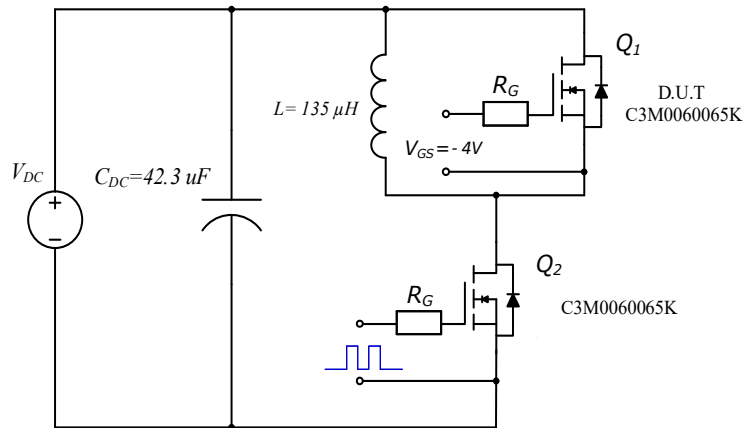 Q1
RG
D.U.T
C3M0060065K
L= 135 μH
VGS = - 4V
VDC
CDC=42.3 uF
+
−
Q2
RG
C3M0060065K